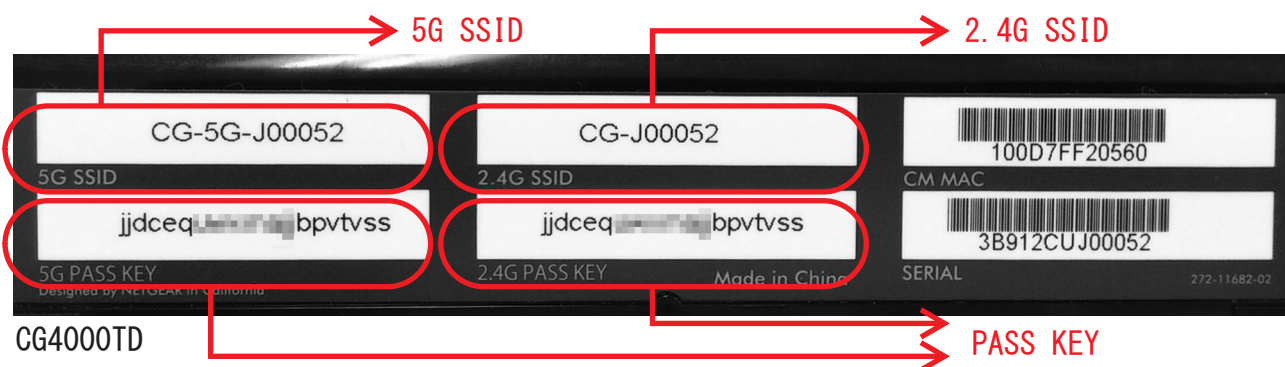 5G SSID
2.4G SSID
CG-5G-J00052
CG-J00052
100D7FF20560
5G SSID
2.4G SSID
CM MAC
jjdceq bpvtvss
jjdceq bpvtvss
3B912CUJ00052
5G PASS KEY
2.4G PASS KEY
Made in China
SERIAL
272-11682-02
Designed by NETGEAR in California
CG4000TD
PASS KEY